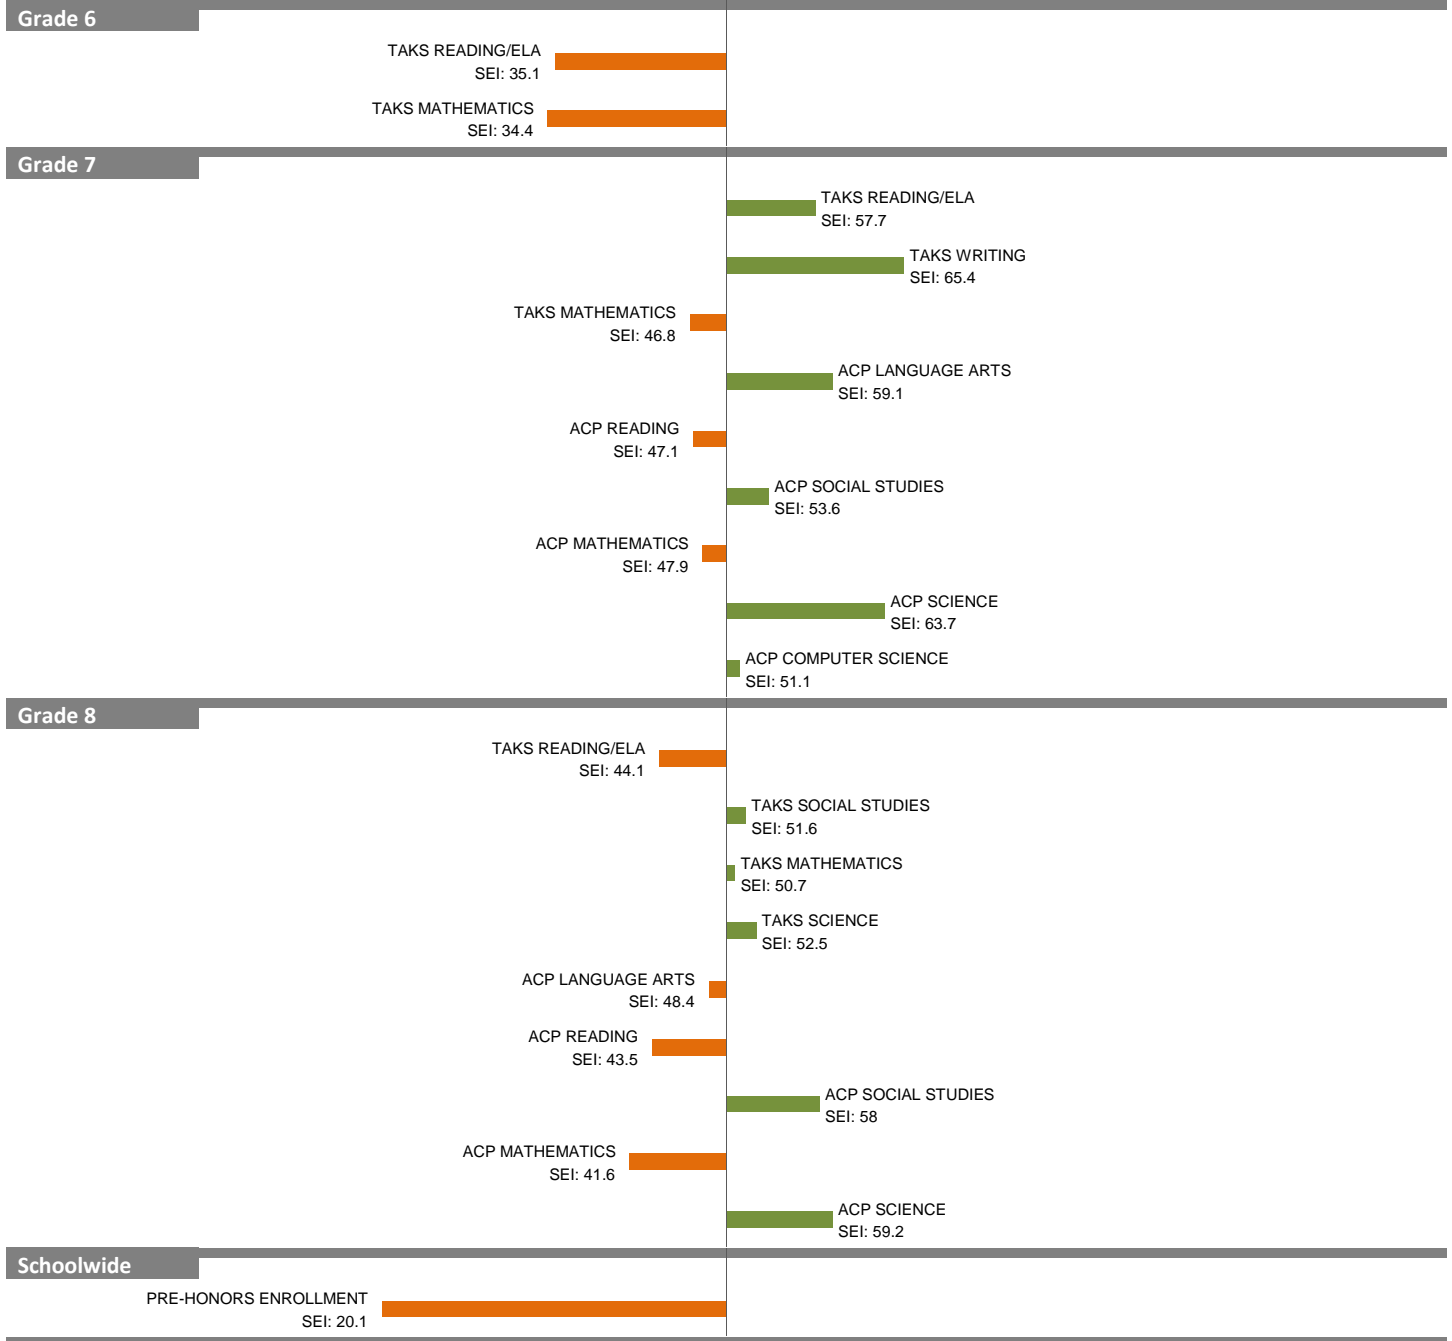 Grade 6
TAKS READING/ELA
SEI: 35.1
TAKS MATHEMATICS
SEI: 34.4
Grade 7
TAKS READING/ELA
SEI: 57.7
TAKS WRITING
SEI: 65.4
TAKS MATHEMATICS
SEI: 46.8
ACP LANGUAGE ARTS
SEI: 59.1
ACP READING
SEI: 47.1
ACP SOCIAL STUDIES
SEI: 53.6
ACP MATHEMATICS
SEI: 47.9
ACP SCIENCE
SEI: 63.7
ACP COMPUTER SCIENCE
SEI: 51.1
Grade 8
TAKS READING/ELA
SEI: 44.1
TAKS SOCIAL STUDIES
SEI: 51.6
TAKS MATHEMATICS
SEI: 50.7
TAKS SCIENCE
SEI: 52.5
ACP LANGUAGE ARTS
SEI: 48.4
ACP READING
SEI: 43.5
ACP SOCIAL STUDIES
SEI: 58
ACP MATHEMATICS
SEI: 41.6
ACP SCIENCE
SEI: 59.2
Schoolwide
PRE-HONORS ENROLLMENT
SEI: 20.1